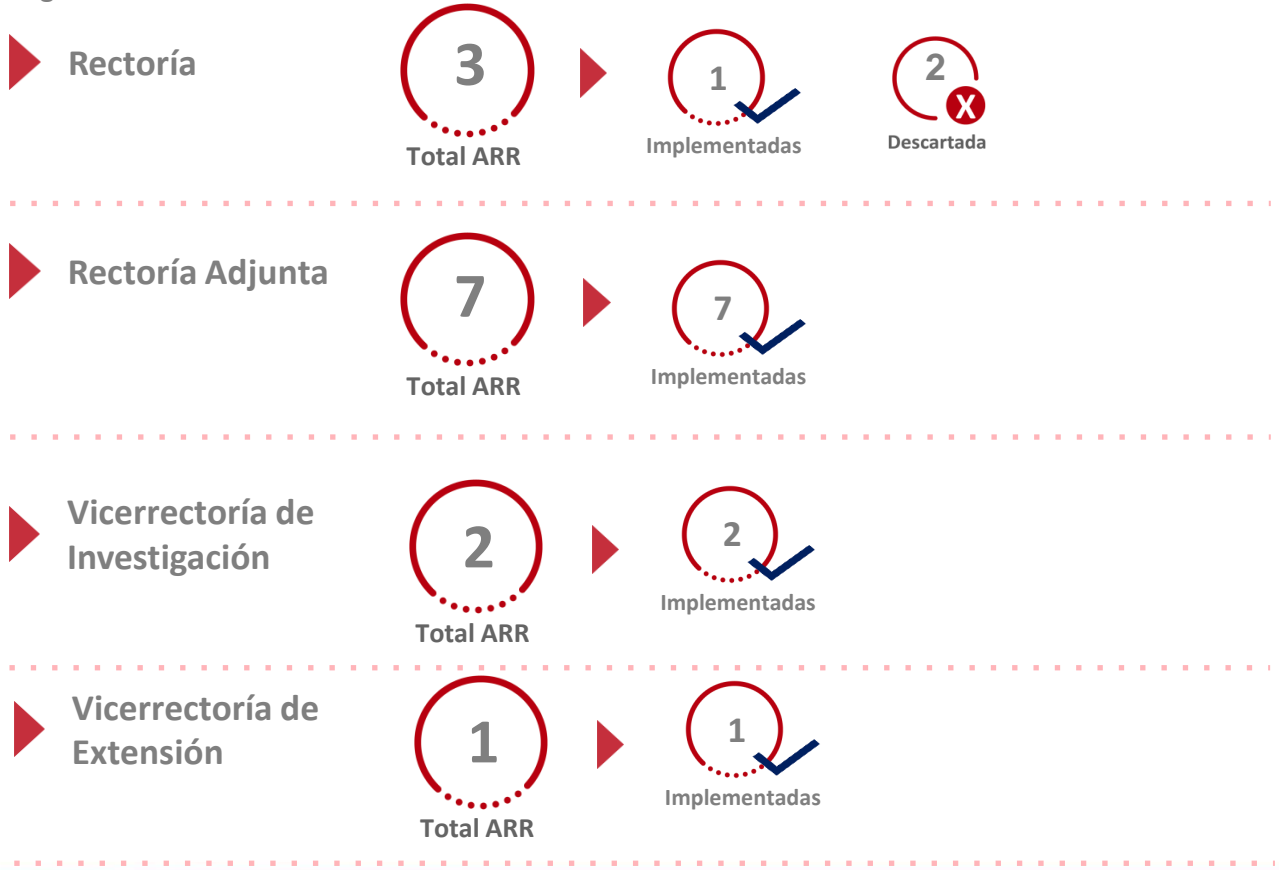 Rectoría
3
Total ARR
1
Implementadas
2
X
Descartada
Rectoría Adjunta
7
Total ARR
7
Implementadas
Vicerrectoría de
Investigación
2
Total ARR
2
Implementadas
Vicerrectoría de
Extensión
1
Total ARR
1
Implementadas